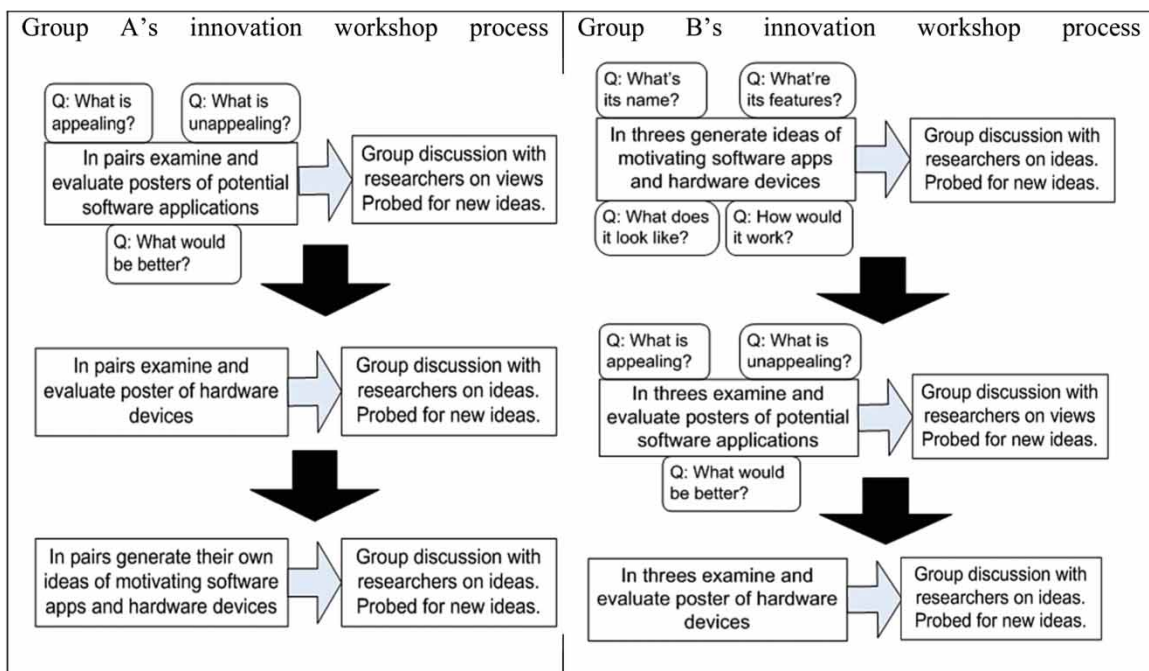 Group A's innovation workshop process
Q: What is
appealing?
Q: What is
unappealing?
In pairs examine and
evaluate posters of potential
software applications
Q: What would
be better?
Group discussion with
researchers on views
Probed for new ideas.
In pairs examine and
evaluate poster of hardware
devices
Group discussion with
researchers on ideas.
Probed for new ideas.
In pairs generate their own
ideas of motivating software
apps and hardware devices
Group discussion with
researchers on ideas.
Probed for new ideas.
Group B's innovation workshop process
Q: What's
its name?
Q: What're
its features?
In threes generate ideas of
motivating software apps
and hardware devices
Q: What does
it look like?
Q: How would
it work?
Group discussion with
researchers on ideas.
Probed for new ideas.
Q: What is
appealing?
Q: What is
unappealing?
In threes examine and
evaluate posters of potential
software applications
Q: What would
be better?
Group discussion with
researchers on views
Probed for new ideas.
In threes examine and
evaluate poster of hardware
devices
Group discussion with
researchers on ideas.
Probed for new ideas.